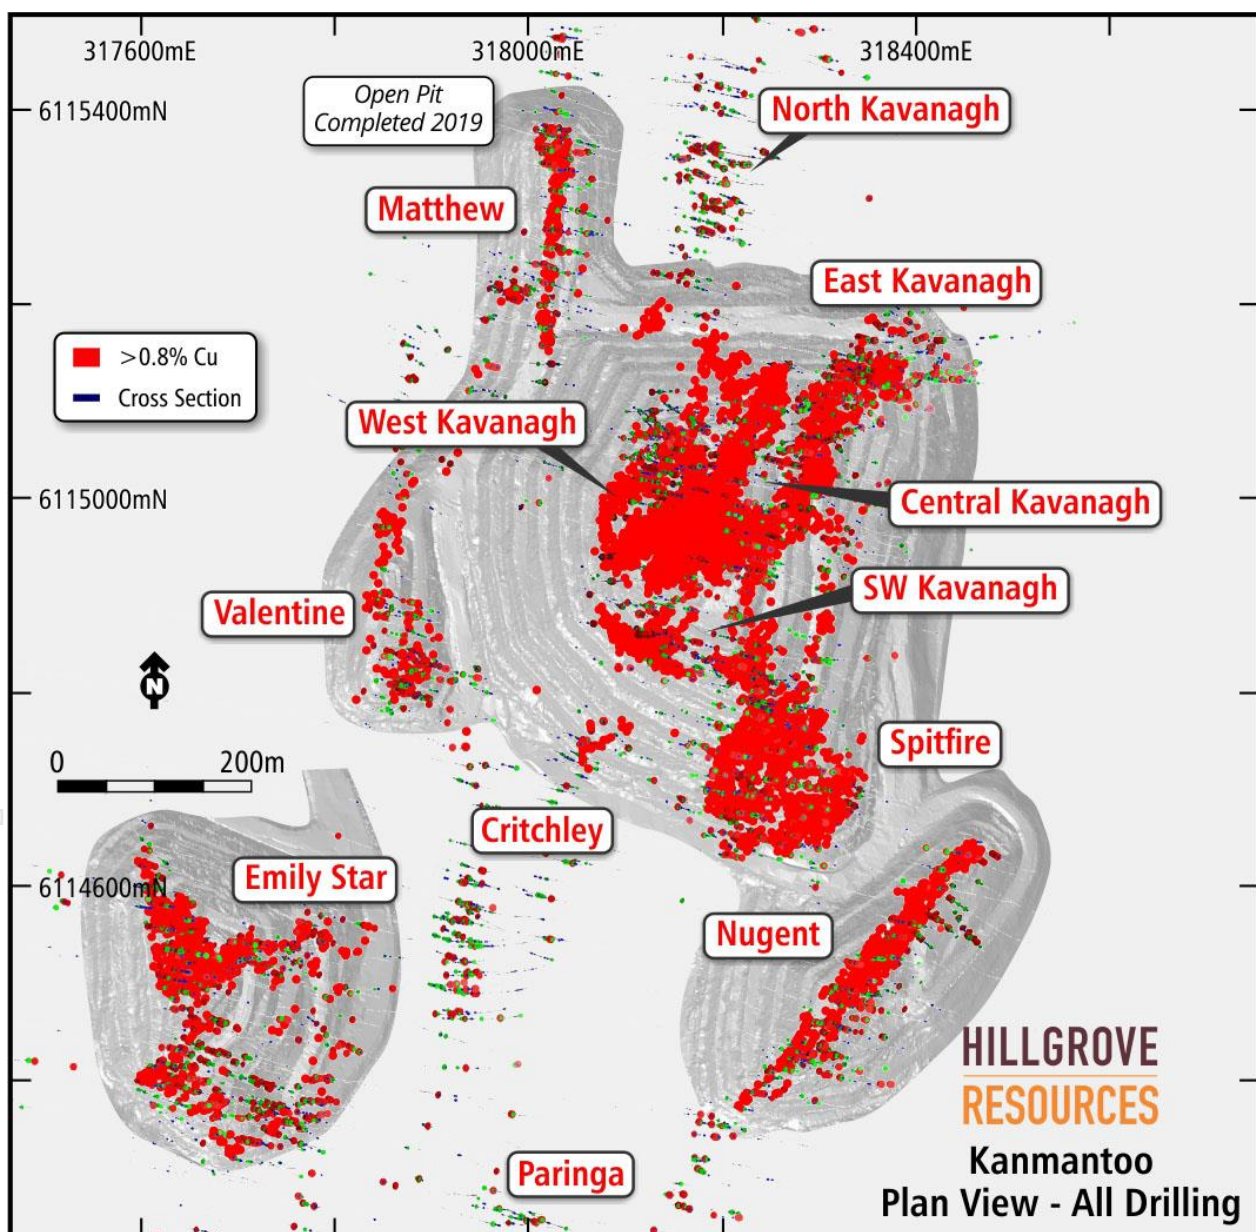 317600mE
318000mE
318400mE
6115400mN
Open Pit
Completed 2019
North Kavanagh
Matthew
East Kavanagh
>0.8% Cu
Cross Section
West Kavanagh
6115000mN
Central Kavanagh
SW Kavanagh
Valentine
N
Spitfire
0
200m
Critchley
Emily Star
6114600mN
Nugent
HILLGROVE
RESOURCES
Paringa
Kanmantoo
Plan View - All Drilling